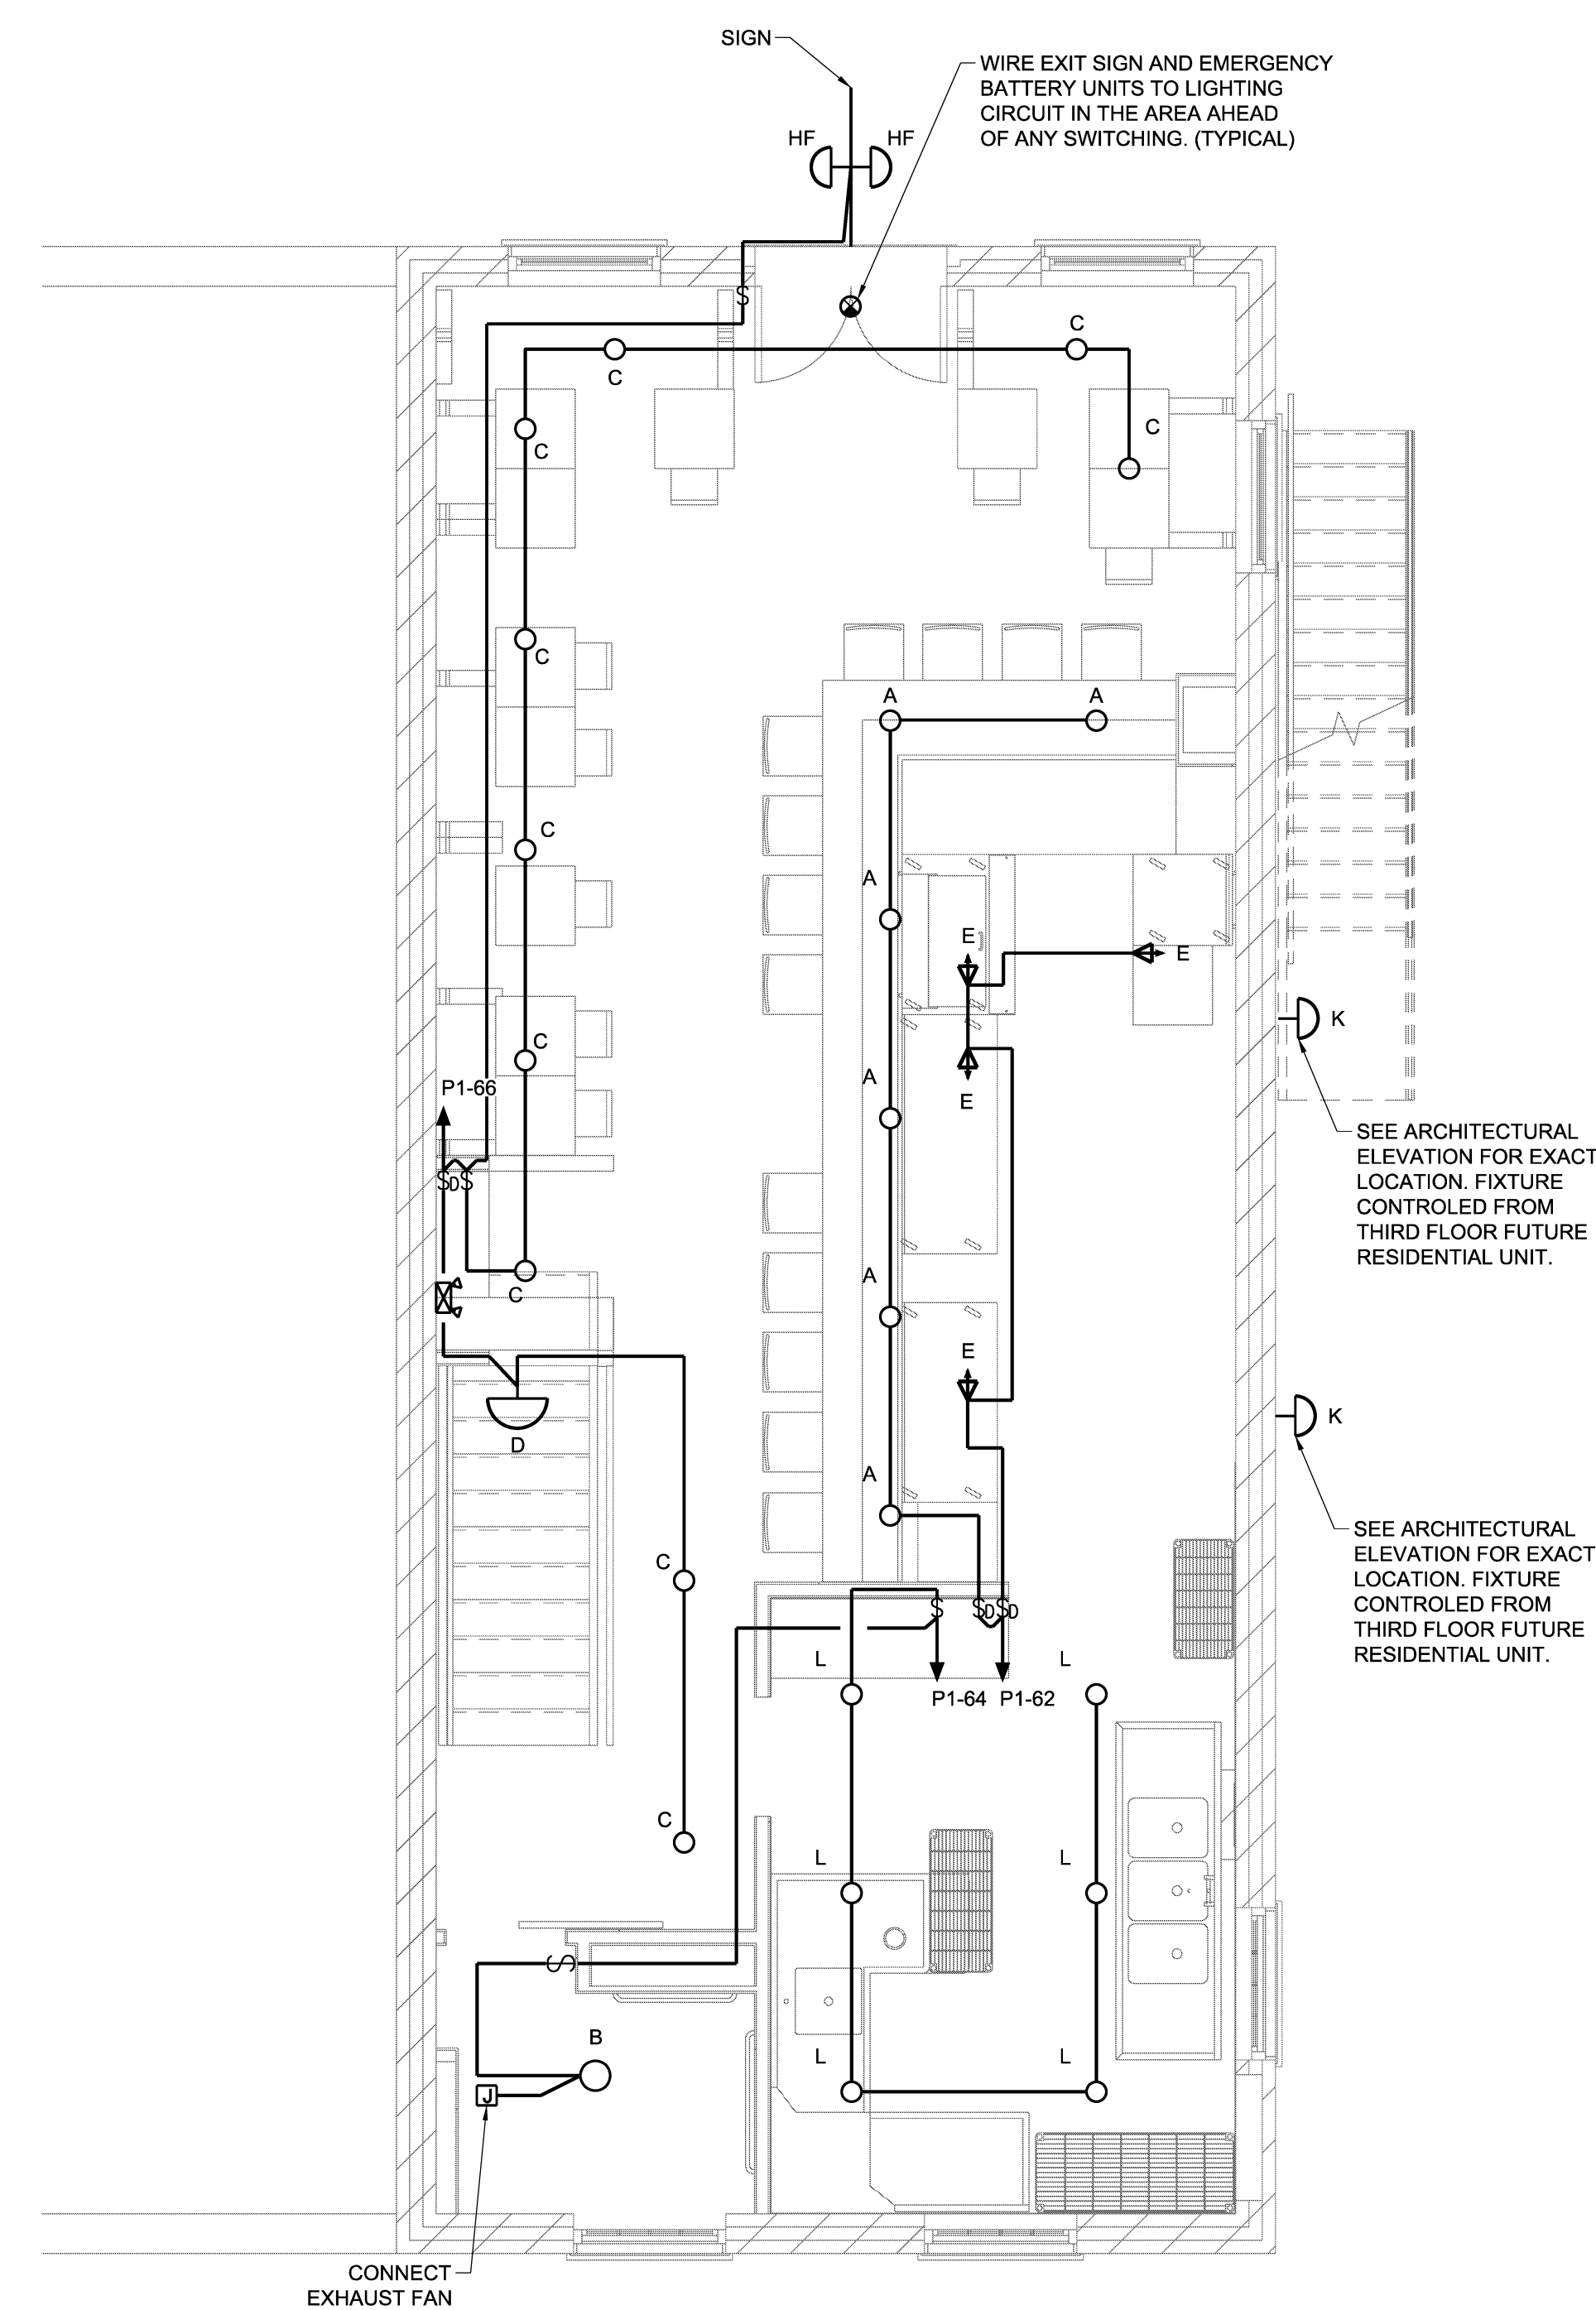 SIGN
WIRE EXIT SIGN AND EMERGENCY
BATTERY UNITS TO LIGHTING
CIRCUIT IN THE AREA AHEAD
OF ANY SWITCHING. (TYPICAL)
HF
HF
S
C
C
C
C
C
A
A
C
A
E
E
C
K
A
P1-66
E
SEE ARCHITECTURAL
ELEVATION FOR EXACT
LOCATION. FIXTURE
CONTROLED FROM
THIRD FLOOR FUTURE
RESIDENTIAL UNIT.
SD S
A
C
E
K
D
A
SEE ARCHITECTURAL
ELEVATION FOR EXACT
LOCATION. FIXTURE
CONTROLED FROM
THIRD FLOOR FUTURE
RESIDENTIAL UNIT.
C
S SD SD
L
L
P1-64 P1-62
C
L
L
S
B
L
L
J
CONNECT
EXHAUST FAN